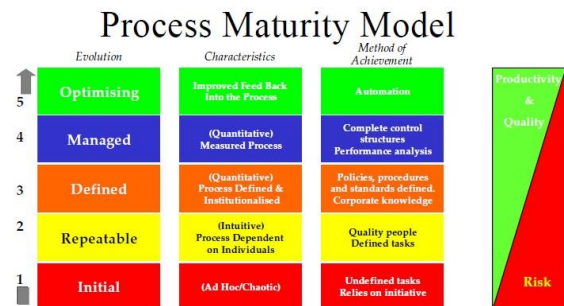 Process Maturity Model
Evolution
Characteristics
Method of
Achievement
5
Optimising
Improved Feed Back
Into the Process
Automation
4
Managed
(Quantitative)
Measured Process
Complete control
structures
Performance analysis
3
Defined
(Quantitative)
Process Defined &
Institutionalised
Policies, procedures
and standards defined.
Corporate knowledge
2
Repeatable
(Intuitive)
Process Dependent
on Individuals
Quality people
Defined tasks
1
Initial
(Ad Hoc/Chaotic)
Undefined tasks
Relies on initiative
Productivity
&
Quality
Risk